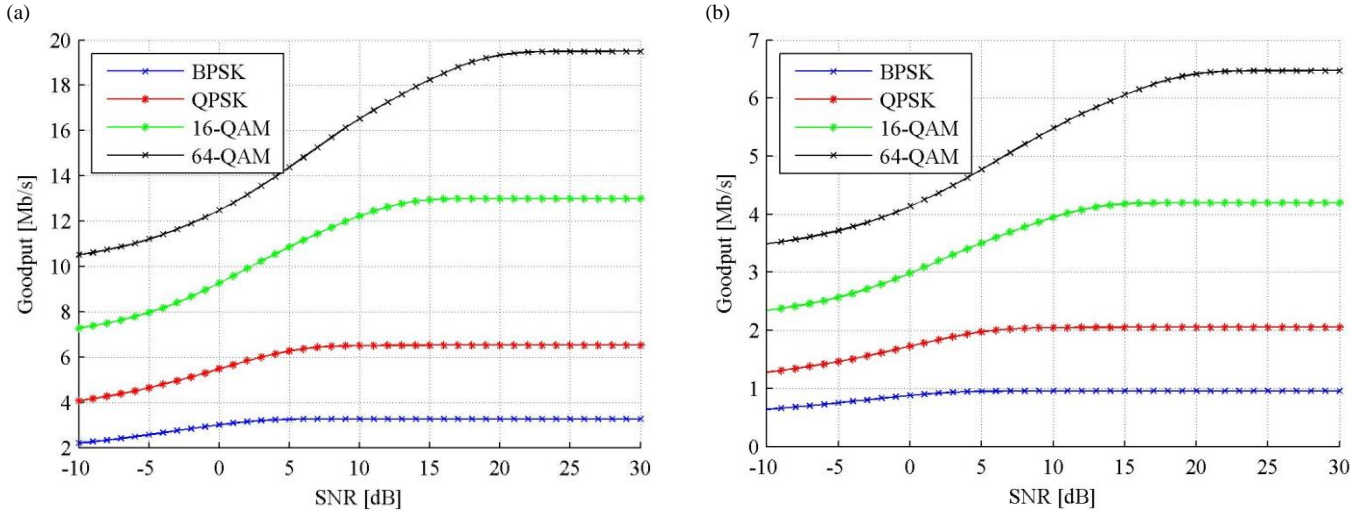 (a)
20
18
16
14
12
10
8
6
4
2
Goodput [Mb/s]
BPSK
QPSK
16-QAM
64-QAM
-10 -5 0 5 10 15 20 25 30
SNR [dB]
(b)
7
6
5
4
3
2
1
0
Goodput [Mb/s]
BPSK
QPSK
16-QAM
64-QAM
-10 -5 0 5 10 15 20 25 30
SNR [dB]